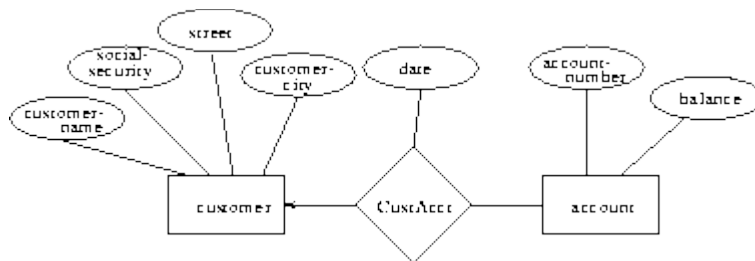 street
social-
security
customer-
city
date
account-
number
customer-
name
balance
customer
CustAcct
account